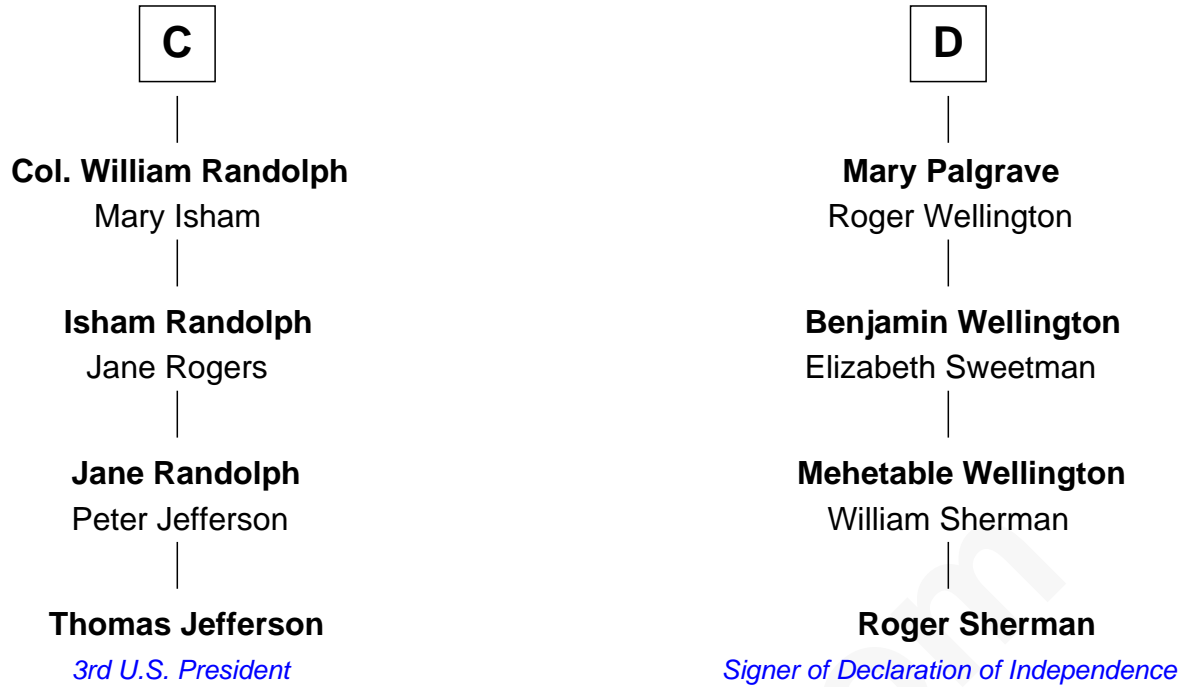 C
Col. William Randolph
Mary Isham
Isham Randolph
Jane Rogers
Jane Randolph
Peter Jefferson
Thomas Jefferson
3rd U.S. President
D
Mary Palgrave
Roger Wellington
Benjamin Wellington
Elizabeth Sweetman
Mehetable Wellington
William Sherman
Roger Sherman
Signer of Declaration of Independence